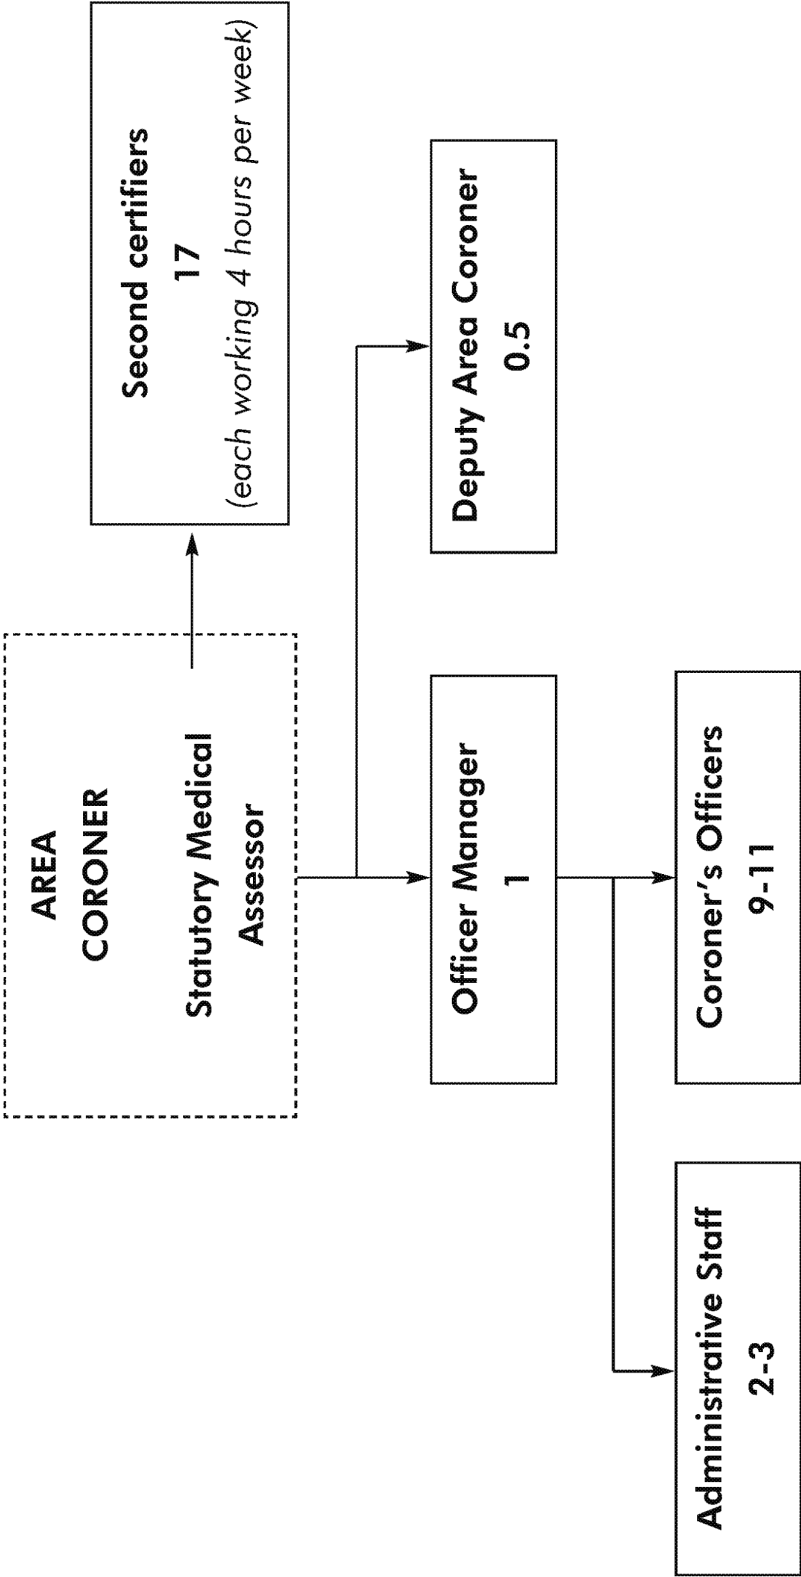 AREA
CORONER
Statutory Medical
Assessor
Second certifiers
17
(each working 4 hours per week)
Officer Manager
1
Deputy Area Coroner
0.5
Administrative Staff
2-3
Coroner’s Officers
9-11